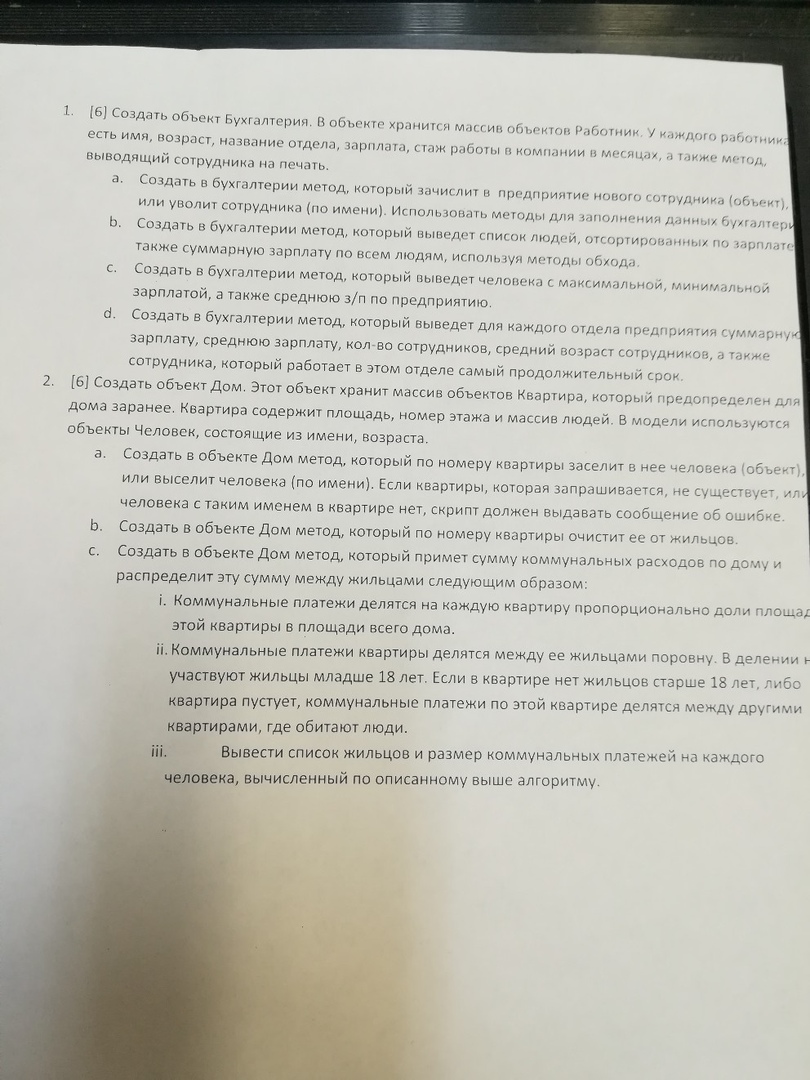 1. [6] Создать объект Бухгалтерия. В объекте хранится массив объектов Работник. У каждого работника
есть имя, возраст, название отдела, зарплата, стаж работы в компании в месяцах, а также метод,
выводящий сотрудника на печать.
a. Создать в бухгалтерии метод, который зачислит в предприятие нового сотрудника (объект),
или уволит сотрудника (по имени). Использовать методы для заполнения данных бухгалтери
b. Создать в бухгалтерии метод, который выведет список людей, отсортированных по зарплате
также суммарную зарплату по всем людям, используя методы обхода.
c. Создать в бухгалтерии метод, который выведет человека с максимальной, минимальной
зарплатой, а также среднюю з/п по предприятию.
d. Создать в бухгалтерии метод, который выведет для каждого отдела предприятия суммарную
зарплату, среднюю зарплату, кол-во сотрудников, средний возраст сотрудников, а также
сотрудника, который работает в этом отделе самый продолжительный срок.
2. [6] Создать объект Дом. Этот объект хранит массив объектов Квартира, который предопределен для
дома заранее. Квартира содержит площадь, номер этажа и массив людей. В модели используются
объекты Человек, состоящие из имени, возраста.
a. Создать в объекте Дом метод, который по номеру квартиры заселит в нее человека (объект),
или выселит человека (по имени). Если квартиры, которая запрашивается, не существует, или
человека с таким именем в квартире нет, скрипт должен выдавать сообщение об ошибке.
b. Создать в объекте Дом метод, который по номеру квартиры очистит ее от жильцов.
c. Создать в объекте Дом метод, который примет сумму коммунальных расходов по дому и
распределит эту сумму между жильцами следующим образом:
i. Коммунальные платежи делятся на каждую квартиру пропорционально доли площад
этой квартиры в площади всего дома.
ii. Коммунальные платежи квартиры делятся между ее жильцами поровну. В делении н
участвуют жильцы младше 18 лет. Если в квартире нет жильцов старше 18 лет, либо
квартира пустует, коммунальные платежи по этой квартире делятся между другими
квартирами, где обитают люди.
iii. Вывести список жильцов и размер коммунальных платежей на каждого
человека, вычисленный по описанному выше алгоритму.